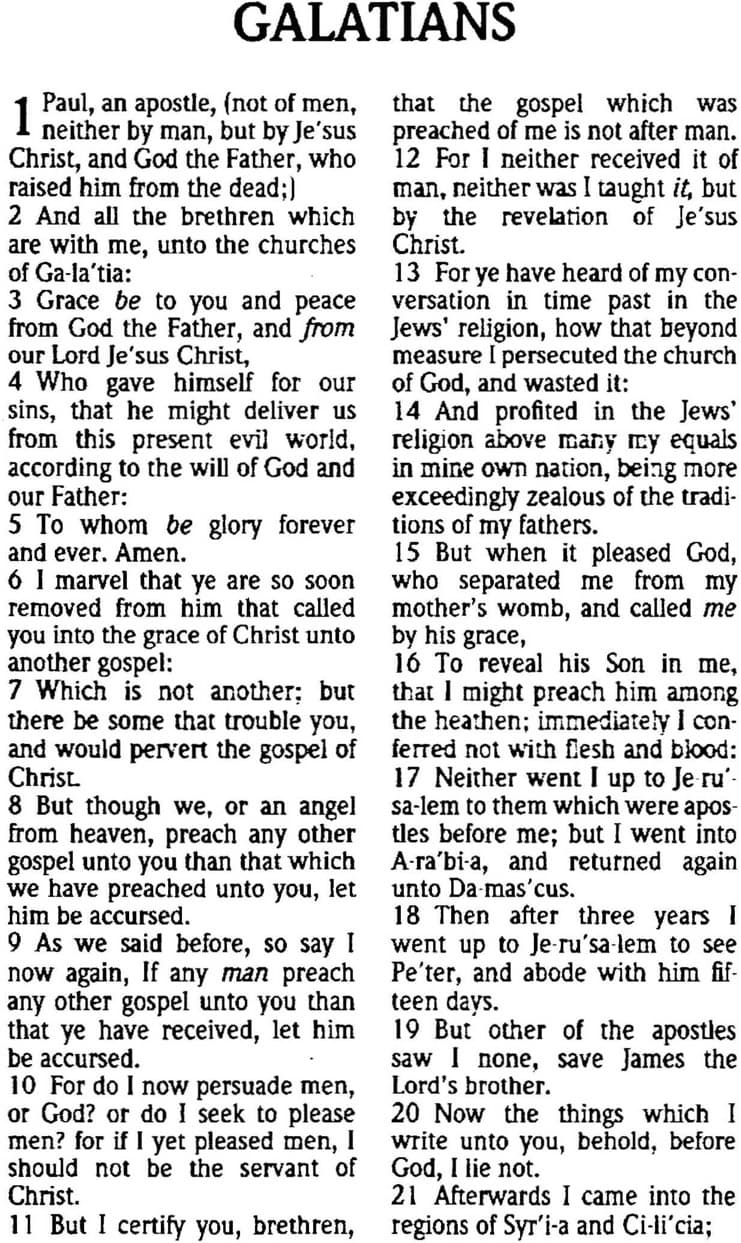 GALATIANS
1 Paul, an apostle, (not of men,
neither by man, but by Je'sus
Christ, and God the Father, who
raised him from the dead;)
2 And all the brethren which
are with me, unto the churches
of Ga-la'tia:
3 Grace be to you and peace
from God the Father, and from
our Lord Je'sus Christ,
4 Who gave himself for our
sins, that he might deliver us
from this present evil world,
according to the will of God and
our Father:
5 To whom be glory forever
and ever. Amen.
6 I marvel that ye are so soon
removed from him that called
you into the grace of Christ unto
another gospel:
7 Which is not another; but
there be some that trouble you,
and would pervert the gospel of
Christ.
8 But though we, or an angel
from heaven, preach any other
gospel unto you than that which
we have preached unto you, let
him be accursed.
9 As we said before, so say I
now again, If any man preach
any other gospel unto you than
that ye have received, let him
be accursed.
10 For do I now persuade men,
or God? or do I seek to please
men? for if I yet pleased men, I
should not be the servant of
Christ.
11 But I certify you, brethren,
that the gospel which was
preached of me is not after man.
12 For I neither received it of
man, neither was I taught it, but
by the revelation of Je'sus
Christ.
13 For ye have heard of my con-
versation in time past in the
Jews' religion, how that beyond
measure I persecuted the church
of God, and wasted it:
14 And profited in the Jews'
religion above many my equals
in mine own nation, being more
exceedingly zealous of the tradi-
tions of my fathers.
15 But when it pleased God,
who separated me from my
mother's womb, and called me
by his grace,
16 To reveal his Son in me,
that I might preach him among
the heathen; immediately I con-
ferred not with flesh and blood:
17 Neither went I up to Je-ru'-
sa-lem to them which were apos-
tles before me; but I went into
A-ra'bi-a, and returned again
unto Da-mas'cus.
18 Then after three years I
went up to Je-ru'sa-lem to see
Pe'ter, and abode with him fif-
teen days.
19 But other of the apostles
saw I none, save James the
Lord's brother.
20 Now the things which I
write unto you, behold, before
God, I lie not.
21 Afterwards I came into the
regions of Syr'i-a and Ci-li'cia;